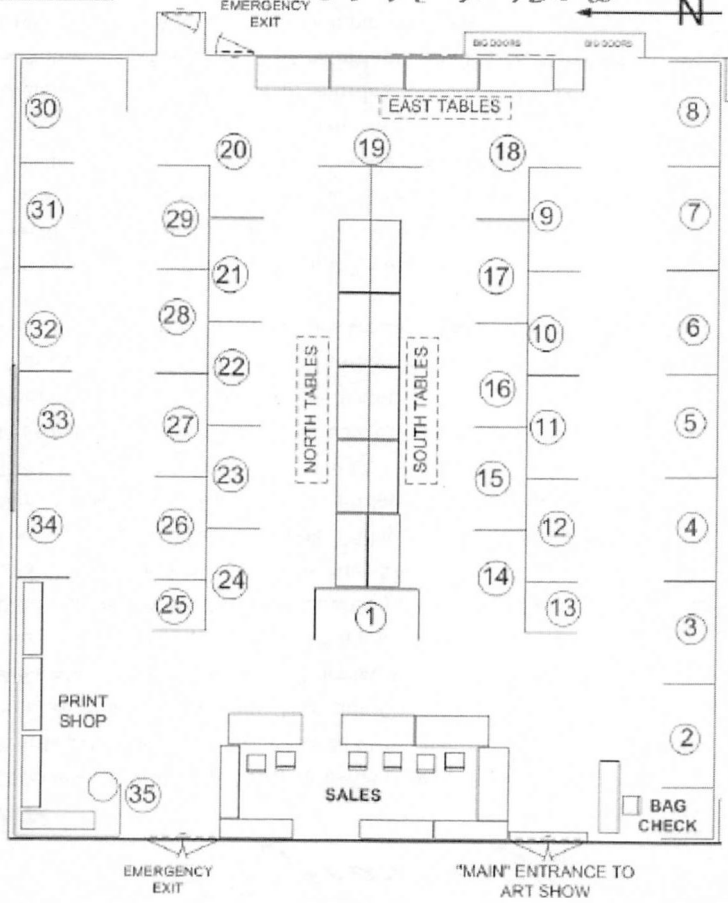 EMERGENCY
EXIT
N
BIG DOORS
BIG DOORS
EAST TABLES
30
8
20
19
18
31
29
9
7
21
17
28
10
32
6
22
NORTH TABLES
SOUTH TABLES
16
33
27
11
5
23
15
34
26
12
4
24
14
25
1
13
3
PRINT
SHOP
2
35
SALES
BAG
CHECK
EMERGENCY
EXIT
"MAIN" ENTRANCE TO
ART SHOW